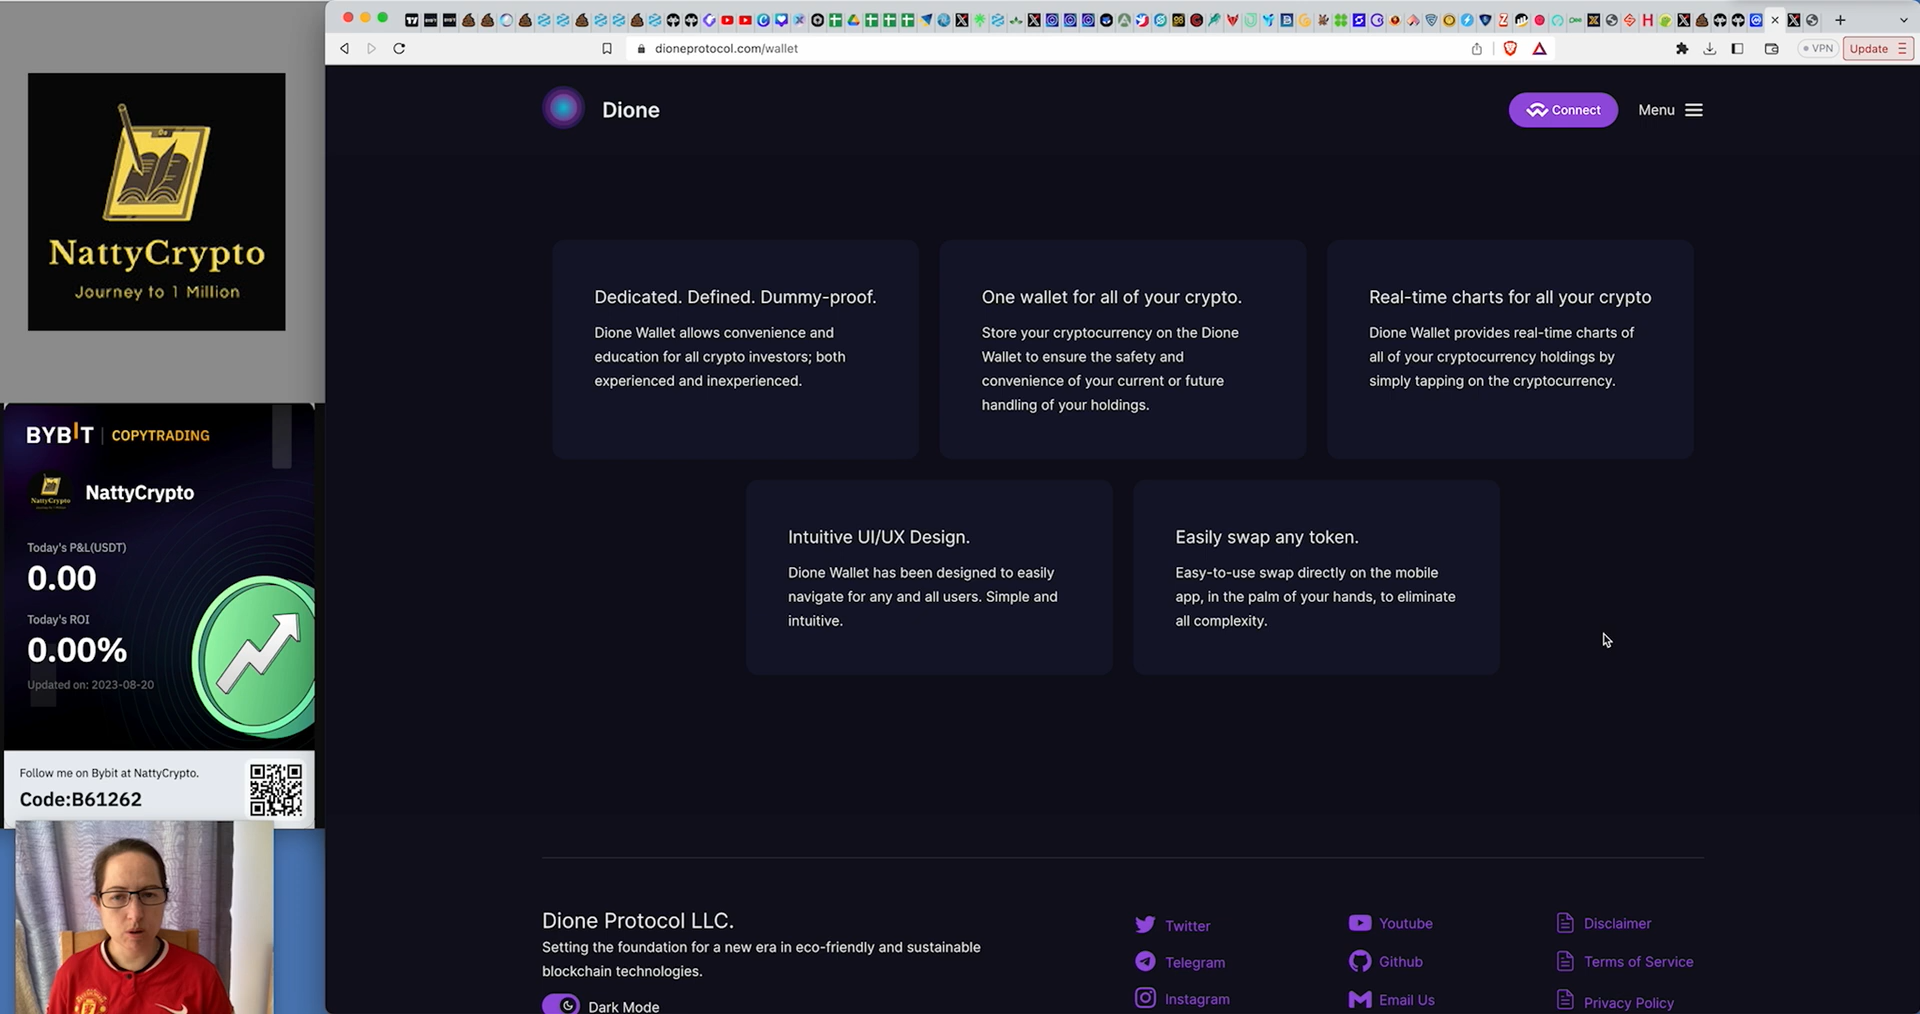 dioneprotocol.com/wallet
VPN
Update
NattyCrypto
Journey to 1 Million
BYBIT | COPYTRADING
NattyCrypto
NattyCrypto
Today's P&L(USDT)
0.00
Today's ROI
0.00%
Updated on: 2023-08-20
Follow me on Bybit at NattyCrypto.
Code:B61262
Dione
Connect
Menu
Dedicated. Defined. Dummy-proof.
Dione Wallet allows convenience and
education for all crypto investors; both
experienced and inexperienced.
One wallet for all of your crypto.
Store your cryptocurrency on the Dione
Wallet to ensure the safety and
convenience of your current or future
handling of your holdings.
Real-time charts for all your crypto
Dione Wallet provides real-time charts of
all of your cryptocurrency holdings by
simply tapping on the cryptocurrency.
Intuitive UI/UX Design.
Dione Wallet has been designed to easily
navigate for any and all users. Simple and
intuitive.
Easily swap any token.
Easy-to-use swap directly on the mobile
app, in the palm of your hands, to eliminate
all complexity.
Dione Protocol LLC.
Setting the foundation for a new era in eco-friendly and sustainable
blockchain technologies.
Dark Mode
Twitter
Telegram
Instagram
Youtube
Github
Email Us
Disclaimer
Terms of Service
Privacy Policy